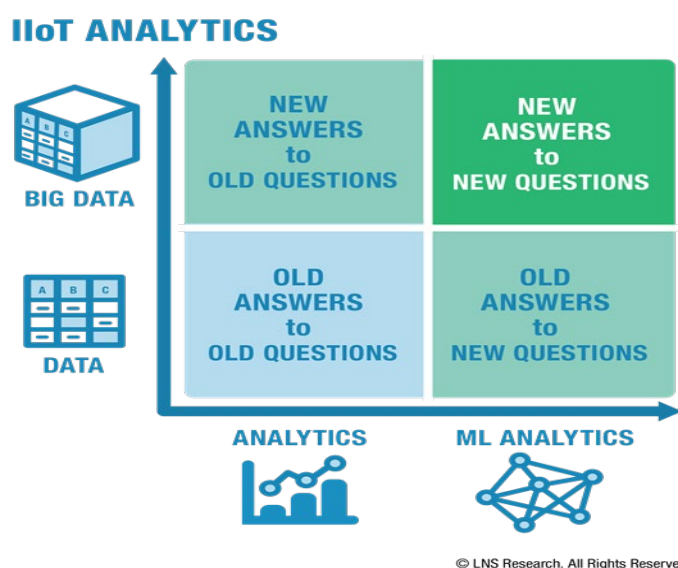 IIoT ANALYTICS
NEW
ANSWERS
to
OLD QUESTIONS
NEW
ANSWERS
to
NEW QUESTIONS
A B C
BIG DATA
OLD
ANSWERS
to
OLD QUESTIONS
OLD
ANSWERS
to
NEW QUESTIONS
A B C
DATA
ANALYTICS
ML ANALYTICS
© LNS Research. All Rights Reserve